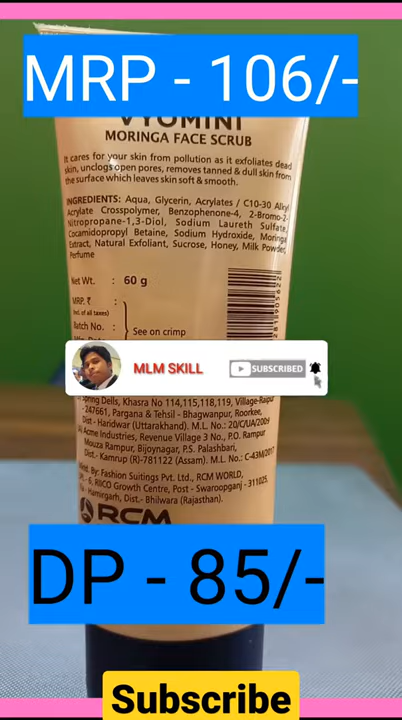 MRP - 106/-
VYOMINI
MORINGA FACE SCRUB
It cares for your skin from pollution as it exfoliates dead
skin, unclogs open pores, removes tanned & dull skin from
the surface which leaves skin soft & smooth.
INGREDIENTS: Aqua, Glycerin, Acrylates / C10-30 Alkyl
Acrylate Crosspolymer, Benzophenone-4, 2-Bromo-2-
Nitropropane-1,3-Diol, Sodium Laureth Sulfate,
Cocamidopropyl Betaine, Sodium Hydroxide, Moringa
Extract, Natural Exfoliant, Sucrose, Honey, Milk Powder,
Perfume
Net Wt. : 60 g
MRP. ₹ :
(Incl. of all taxes)
Batch No. : See on crimp
MLM SKILL SUBSCRIBED
Spring Dells, Khasra No 114,115,118,119, Village-Raipur
-247661, Pargana & Tehsil - Bhagwanpur, Roorkee,
Dist - Haridwar (Uttarakhand). M.L. No.: 20/C/UA/2009
Acme Industries, Revenue Village 3 No., P.O. Rampur
Mouza Rampur, Bijoynagar, P.S. Palashbari,
Dist.- Kamrup (R)-781122 (Assam). M.L No.: C-43M/2017
By: Fashion Suitings Pvt. Ltd., RCM WORLD,
6, RIICO Growth Centre, Post - Swaroopganj - 311025,
Hamirgarh, Dist.- Bhilwara (Rajasthan).
RCM
DP - 85/-
Subscribe